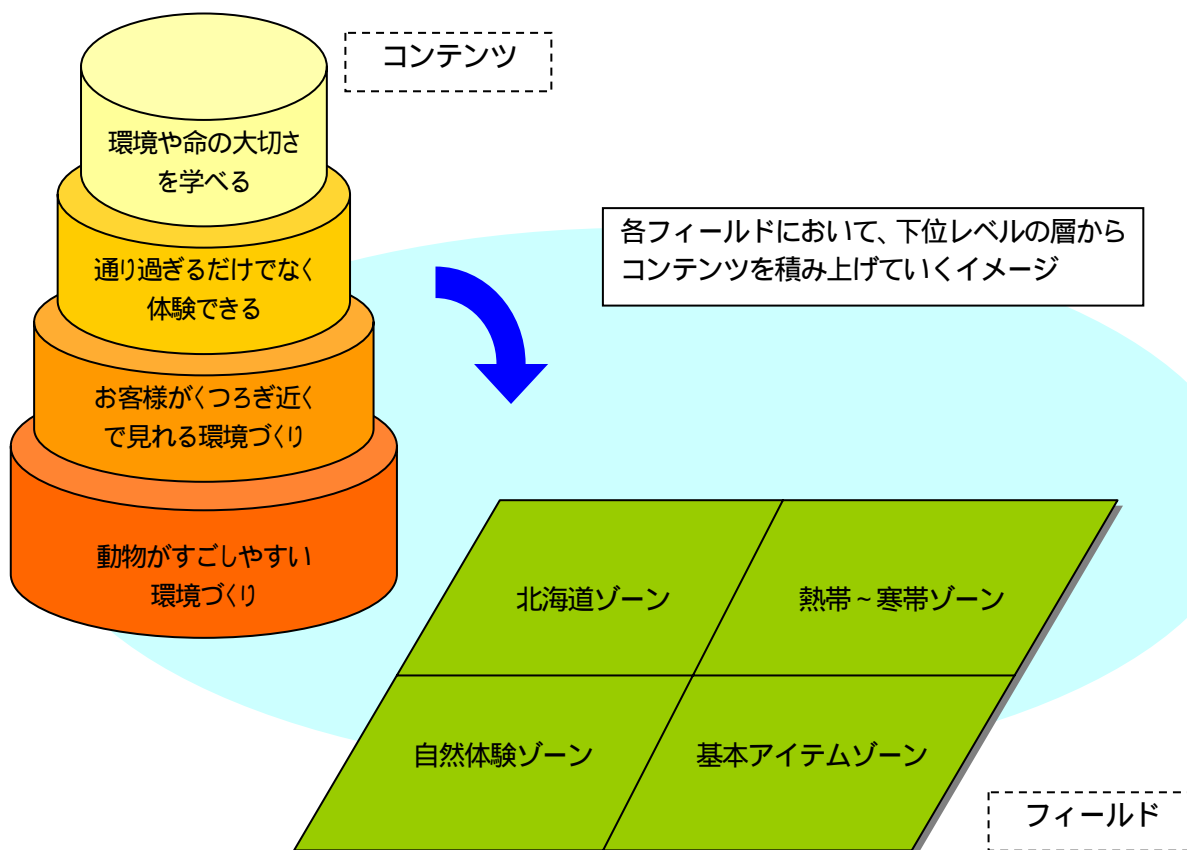 コンテンツ
環境や命の大切さ
を学べる
各フィールドにおいて、下位レベルの層から
コンテンツを積み上げていくイメージ
通り過ぎるだけでなく
体験できる
お客様がくつろぎ近く
で見れる環境づくり
動物がすごしやすい
環境づくり
北海道ゾーン
熱帯~寒帯ゾーン
自然体験ゾーン
基本アイテムゾーン
フィールド